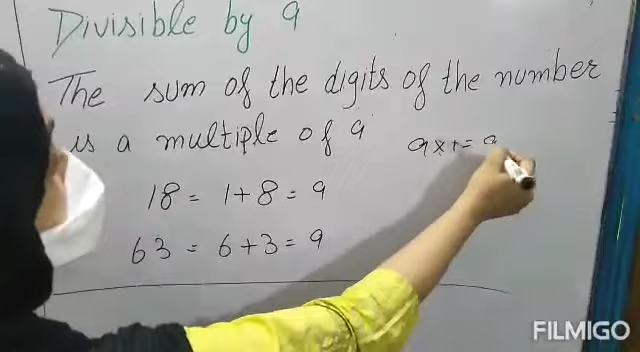 Divisible by 9
The sum of the digits of the number
is a multiple of 9
9 x 1 = 9
18 = 1 + 8 = 9
63 = 6 + 3 = 9
FILMIGO